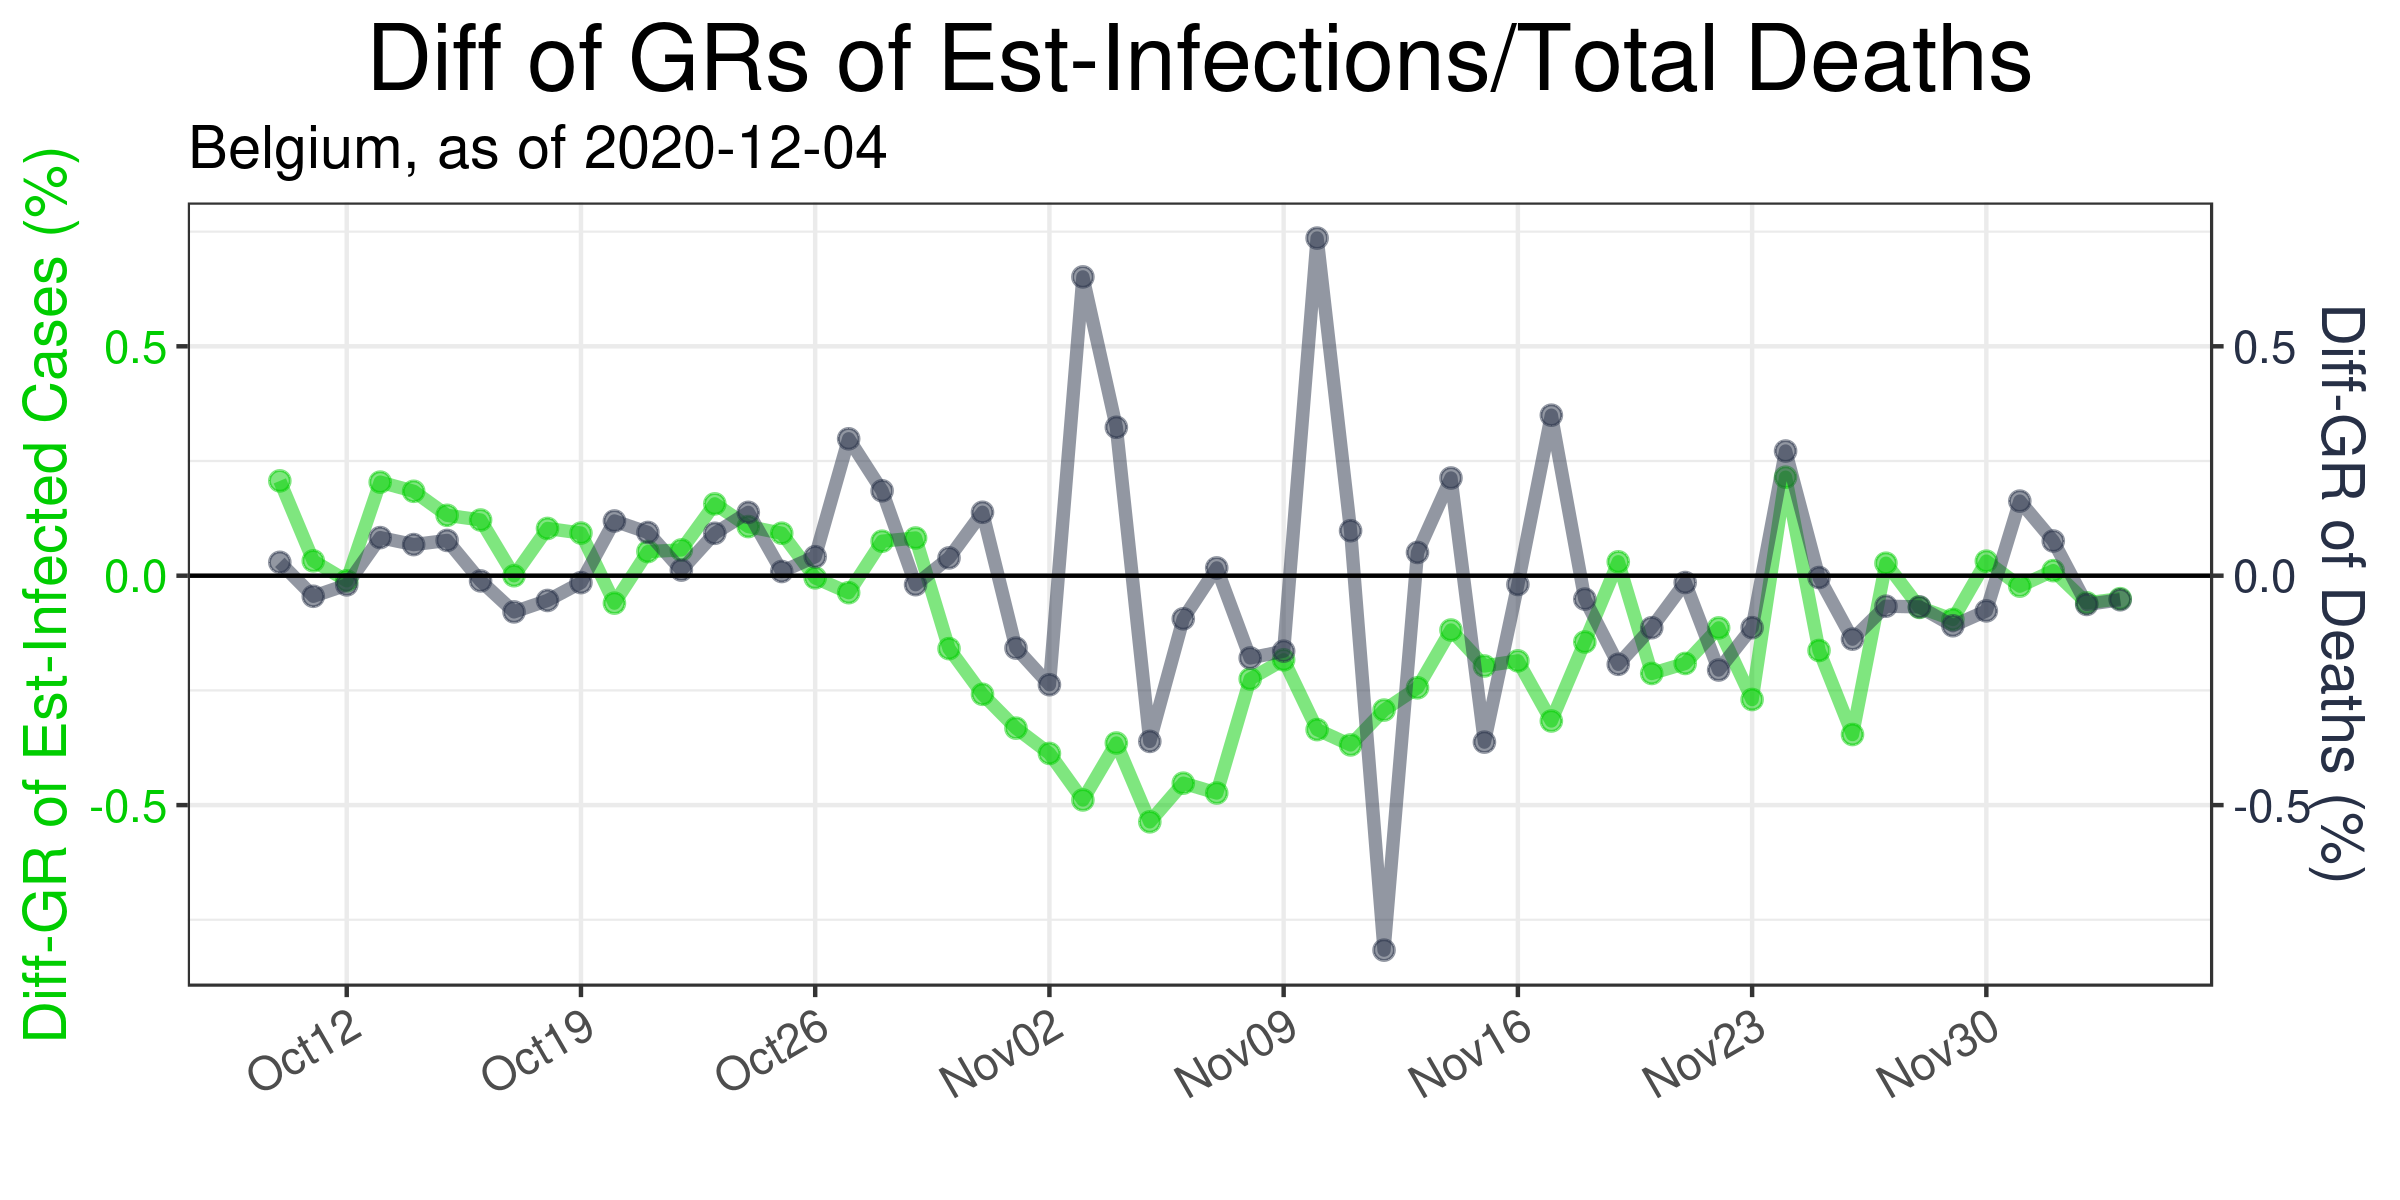 Diff of GRs of Est-Infections/Total Deaths
Belgium, as of 2020-12-04
Diff-GR of Est-Infected Cases (%)
0.5
0.0
-0.5
0.5
0.0
-0.5
Diff-GR of Deaths (%)
Oct12
Oct19
Oct26
Nov02
Nov09
Nov16
Nov23
Nov30